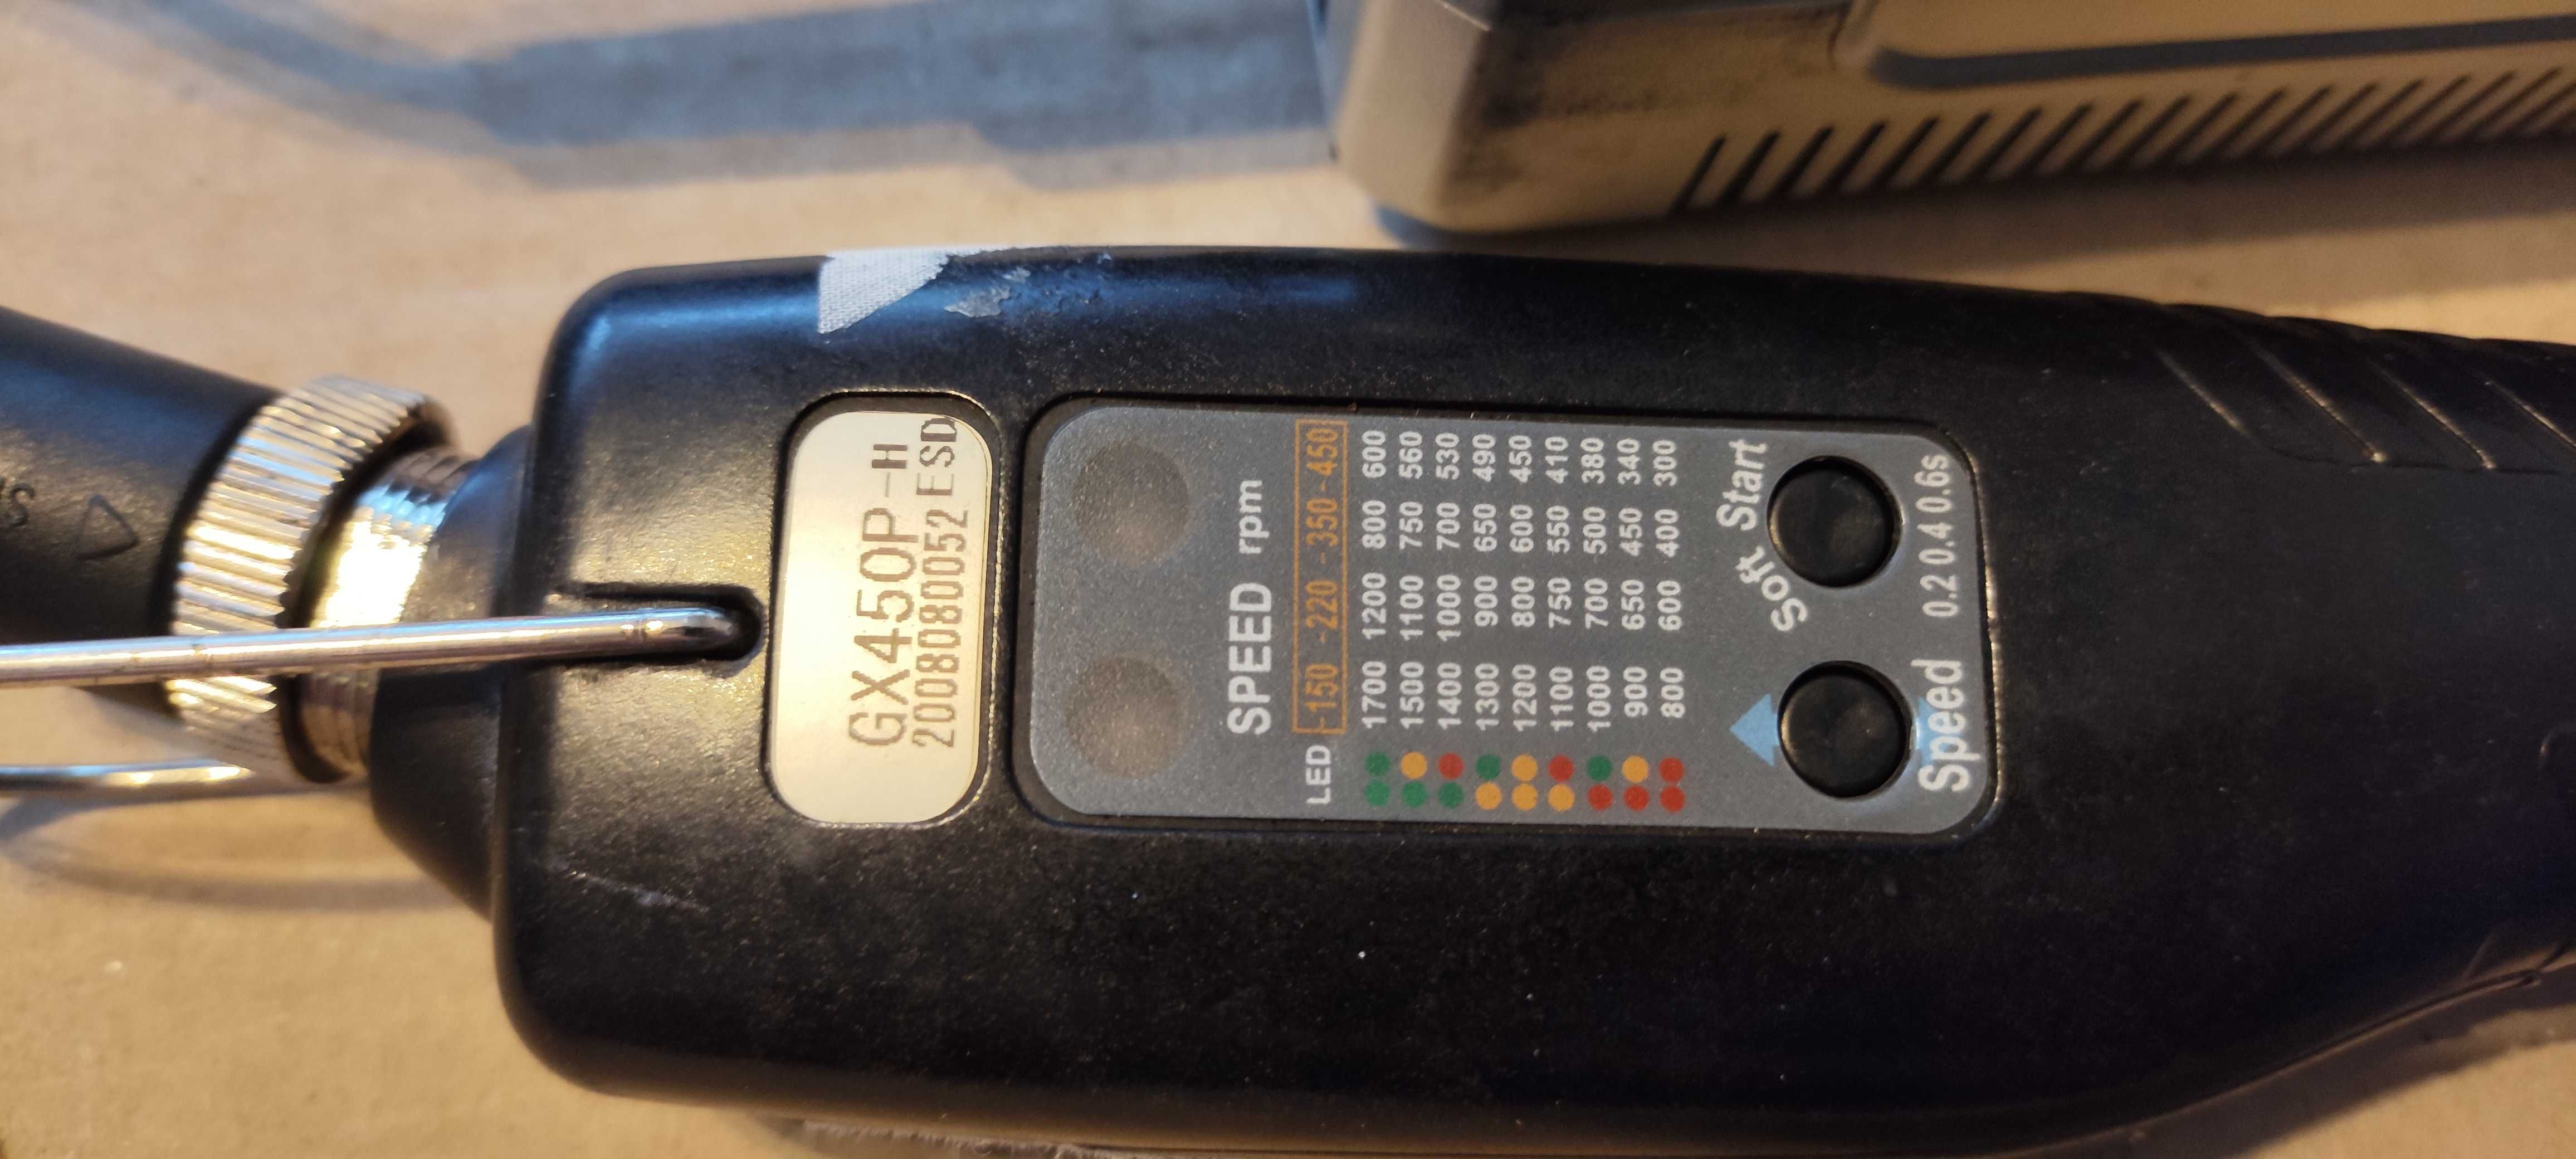 GX450P-H
2008080052 ESD
SPEED rpm
LED -150 -220 -350 -450
1700 1200 800 600
1500 1100 750 560
1400 1000 700 530
1300 900 650 490
1200 800 600 450
1100 750 550 410
1000 700 500 380
900 650 450 340
800 600 400 300
Soft Start
Speed 0.2 0.4 0.6s